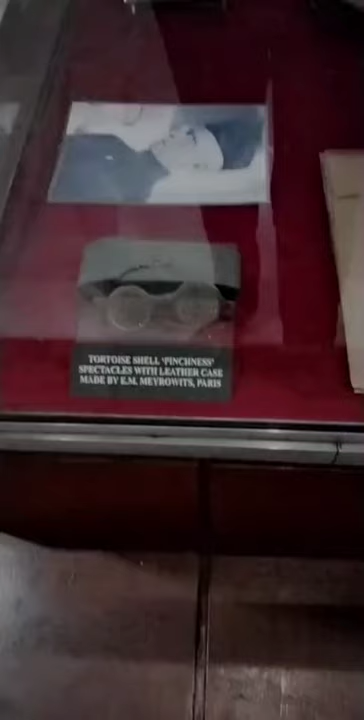 TORTOISE SHELL 'PINCHNESS'
SPECTACLES WITH LEATHER CASE
MADE BY E.M. MEYROWITS, PARIS